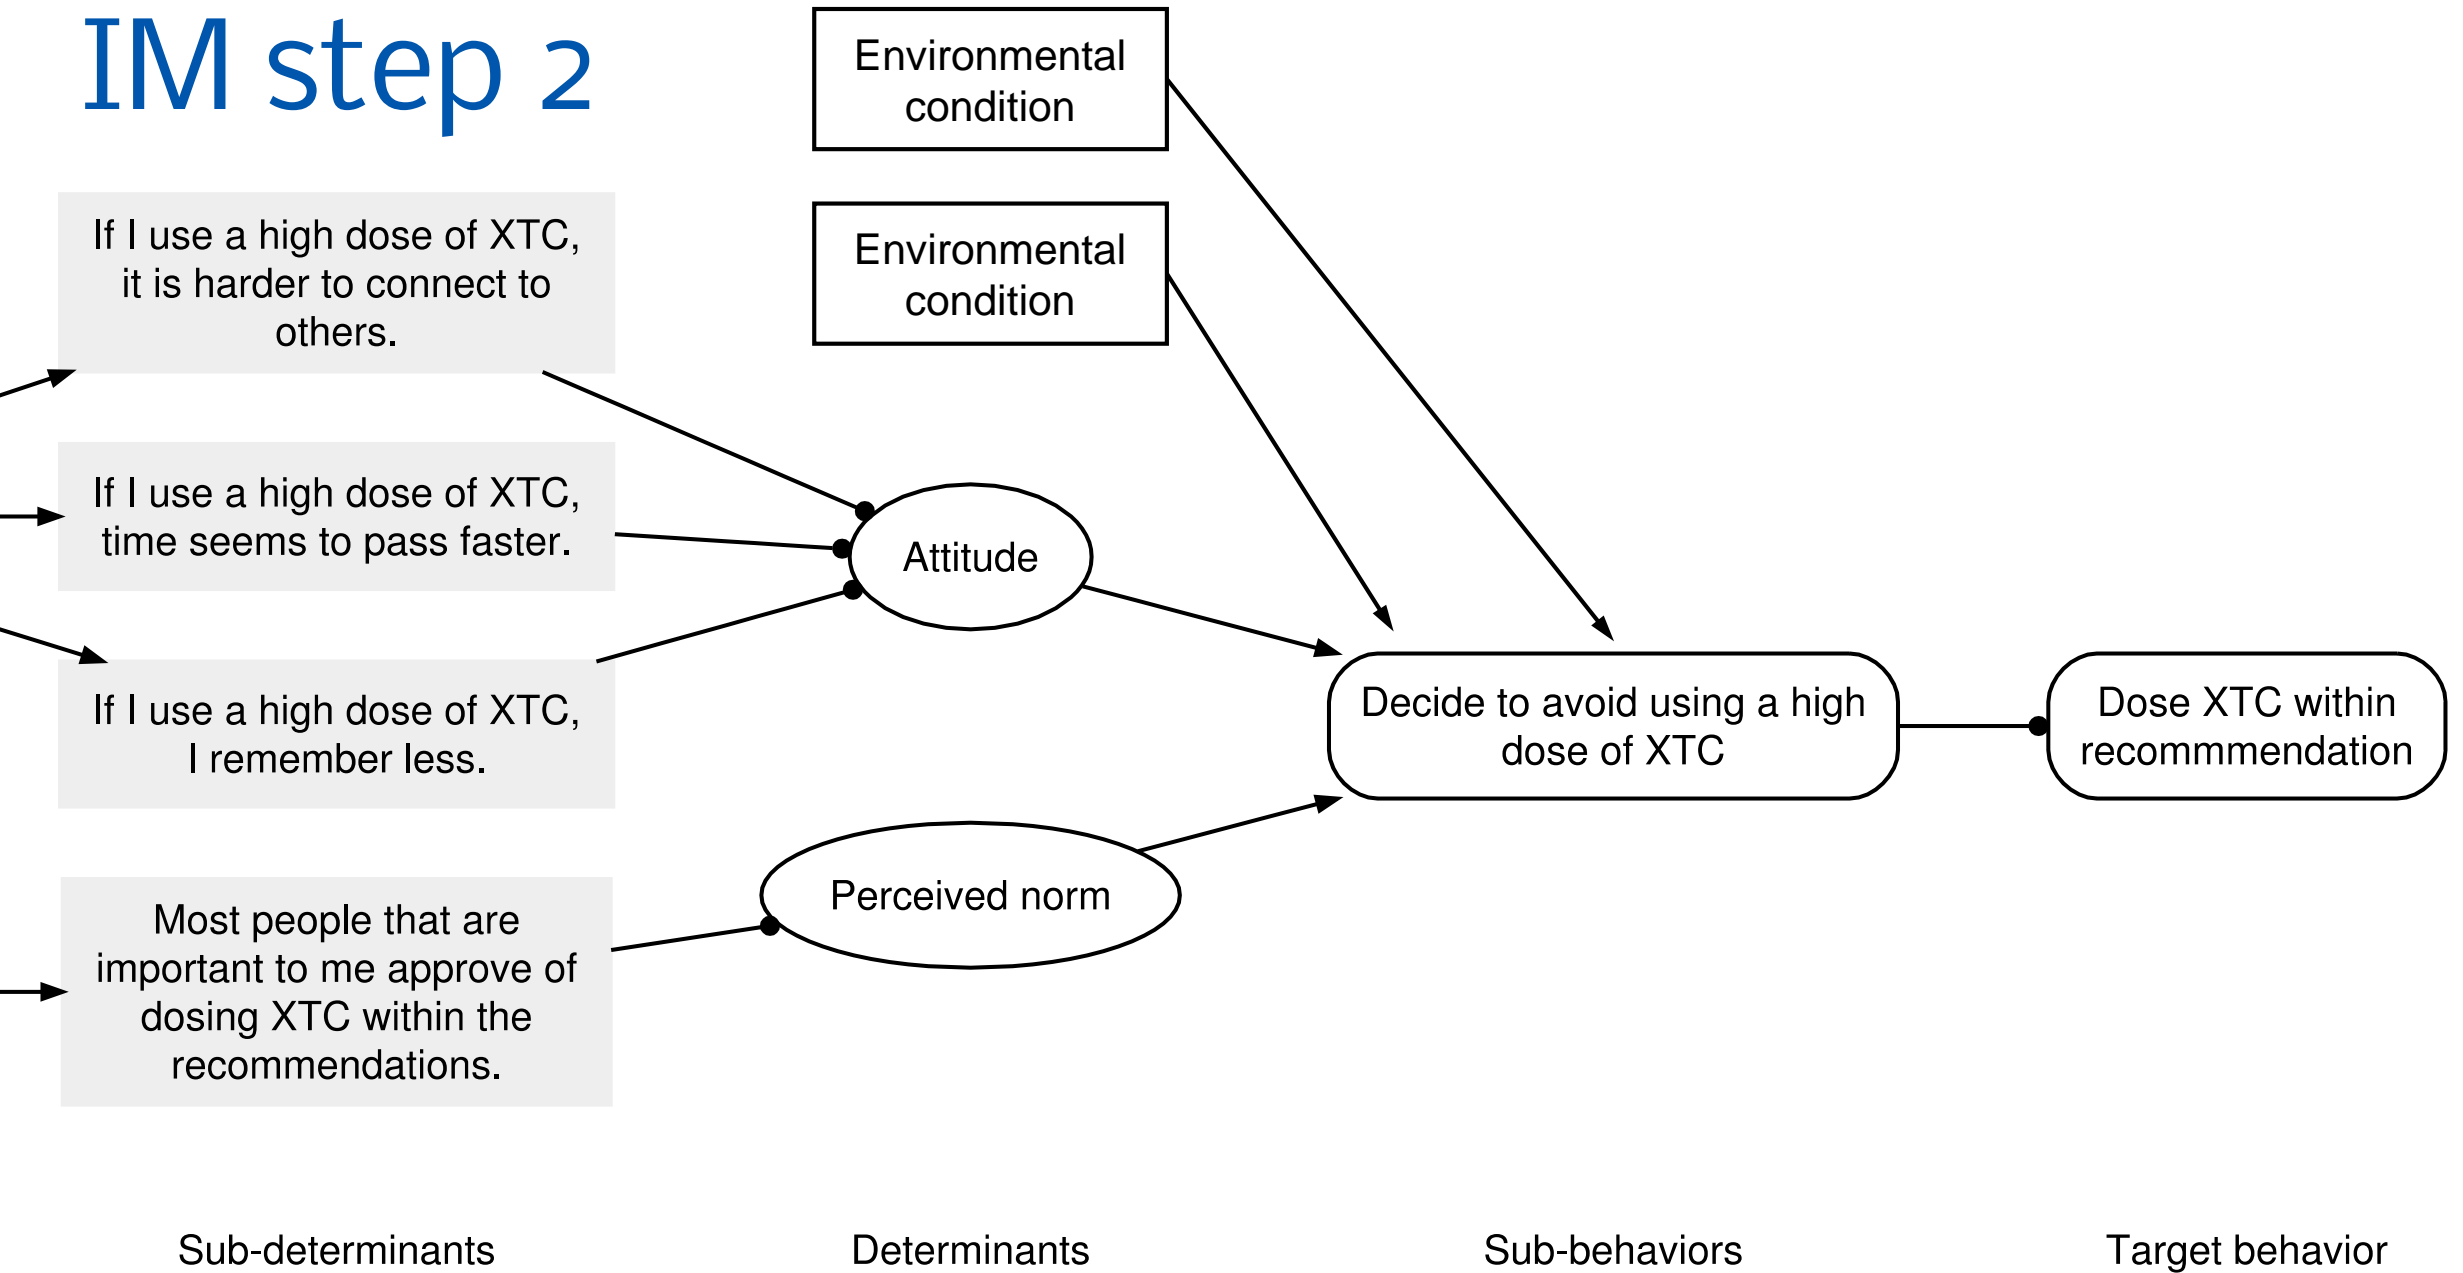 IM step 2
Environmental
condition
Environmental
condition
If I use a high dose of XTC,
it is harder to connect to
others.
If I use a high dose of XTC,
time seems to pass faster.
Attitude
If I use a high dose of XTC,
I remember less.
Decide to avoid using a high
dose of XTC
Dose XTC within
recommmendation
Perceived norm
Most people that are
important to me approve of
dosing XTC within the
recommendations.
Sub-determinants
Determinants
Sub-behaviors
Target behavior